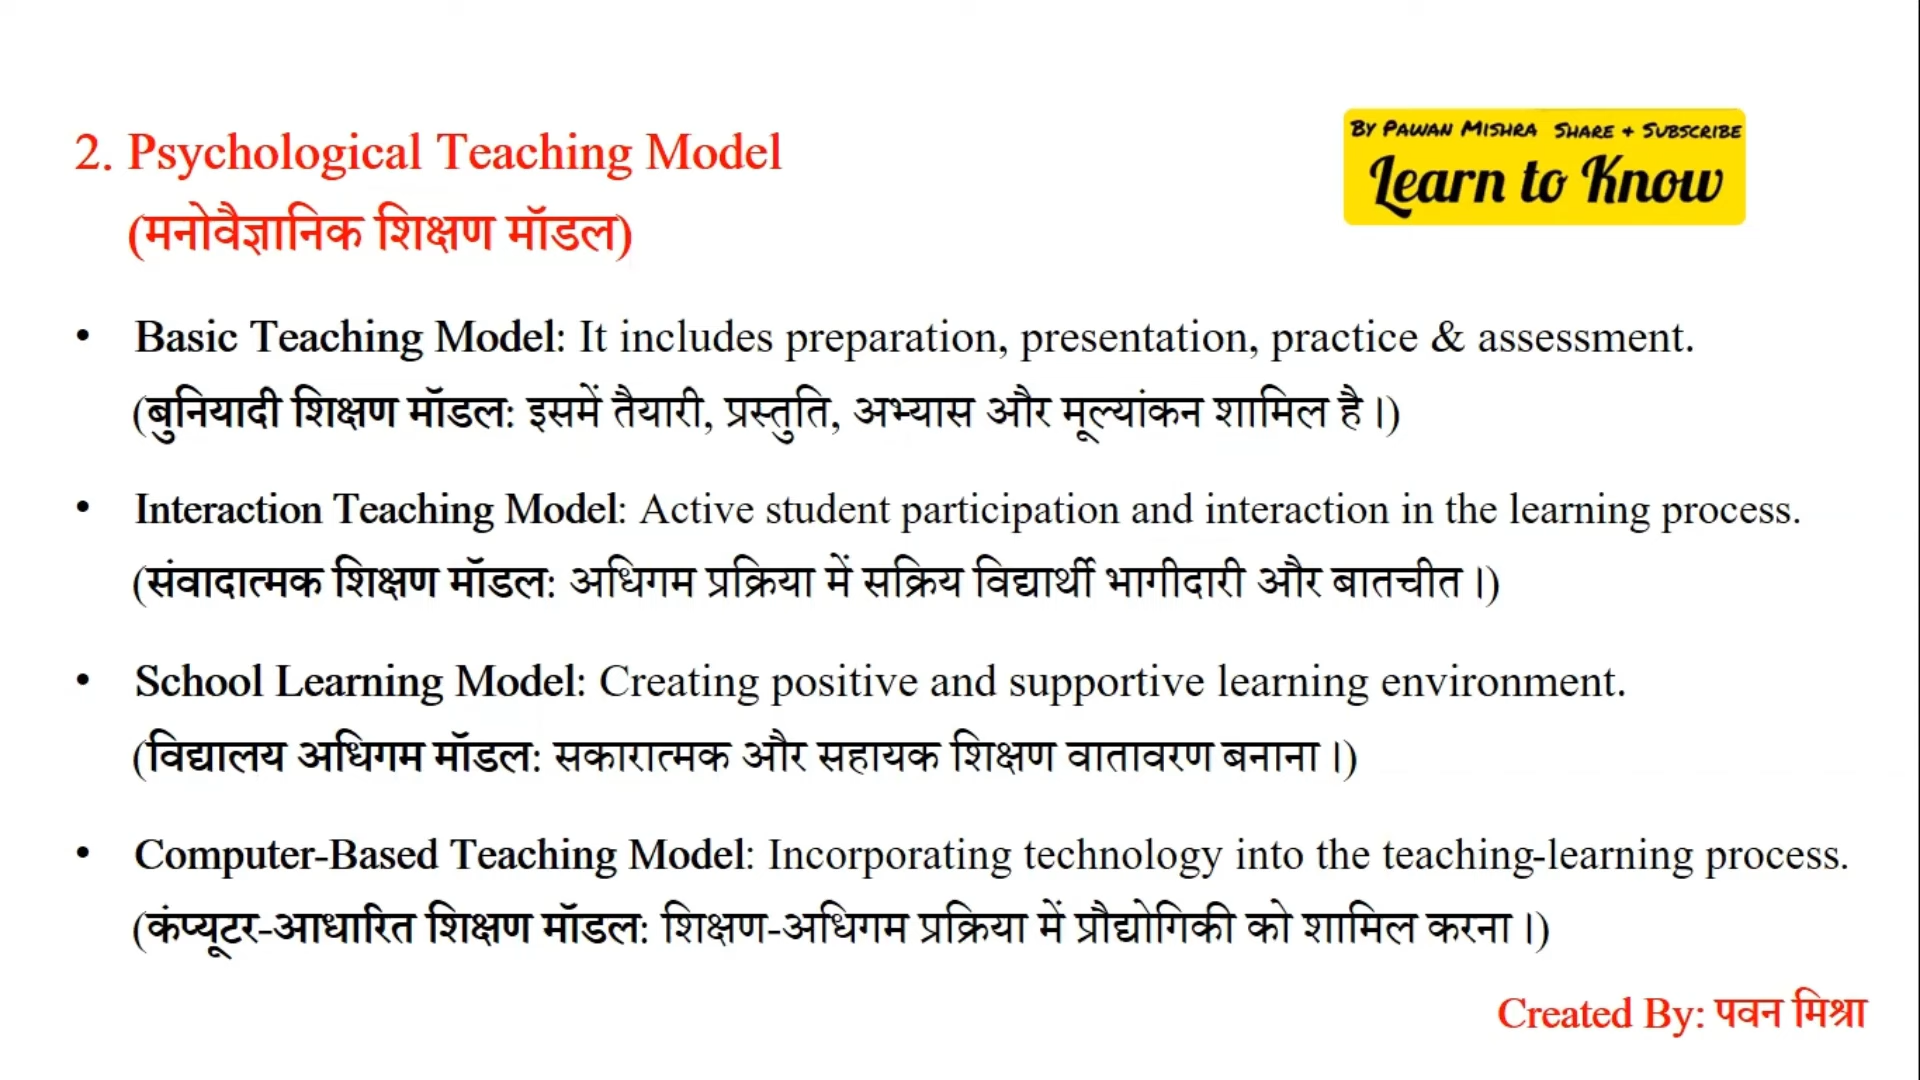 By Pawan Mishra Share + Subscribe
Learn to Know
2. Psychological Teaching Model
(मनोवैज्ञानिक शिक्षण मॉडल)
• Basic Teaching Model: It includes preparation, presentation, practice & assessment.
(बुनियादी शिक्षण मॉडल: इसमें तैयारी, प्रस्तुति, अभ्यास और मूल्यांकन शामिल है।)
• Interaction Teaching Model: Active student participation and interaction in the learning process.
(संवादात्मक शिक्षण मॉडल: अधिगम प्रक्रिया में सक्रिय विद्यार्थी भागीदारी और बातचीत।)
• School Learning Model: Creating positive and supportive learning environment.
(विद्यालय अधिगम मॉडल: सकारात्मक और सहायक शिक्षण वातावरण बनाना।)
• Computer-Based Teaching Model: Incorporating technology into the teaching-learning process.
(कंप्यूटर-आधारित शिक्षण मॉडल: शिक्षण-अधिगम प्रक्रिया में प्रौद्योगिकी को शामिल करना।)
Created By: पवन मिश्रा